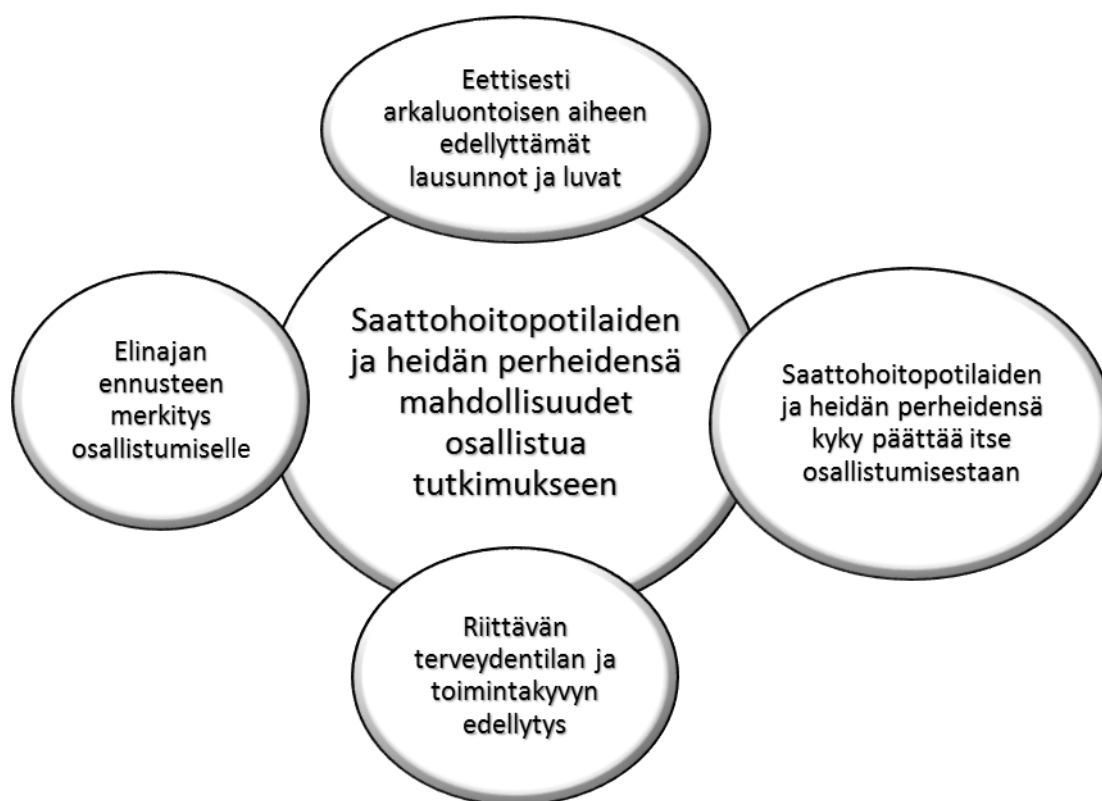 Eettisesti
arkaluontoisen aiheen
edellyttämät
lausunnot ja luvat
Saattohoitopotilaiden
ja heidän perheidensä
mahdollisuudet
osallistua
tutkimukseen
Elinajan
ennusteen
merkitys
osallistumiselle
Saattohoitopotilaiden
ja heidän perheidensä
kyky päättää itse
osallistumisestaan
Riittävän
terveydentilan ja
toimintakyvyn
edellytys